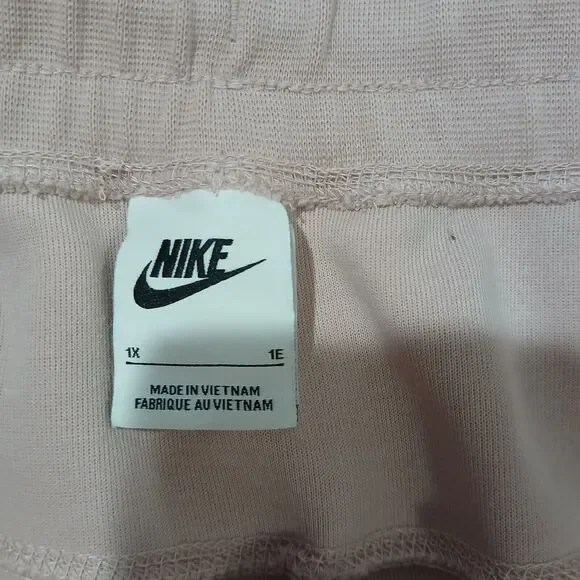 NIKE
1X 1E
MADE IN VIETNAM
FABRIQUE AU VIETNAM